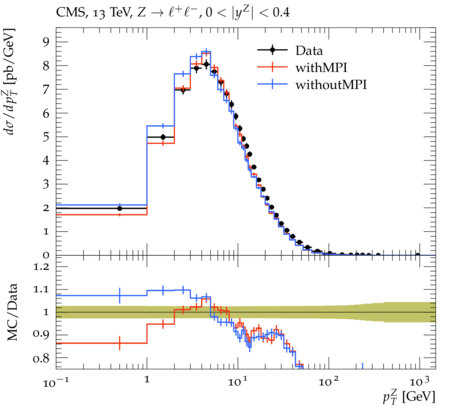 CMS, 13 TeV, Z → ℓ⁺ℓ⁻, 0 < |y^Z| < 0.4
dσ/dp_T^Z [pb/GeV]
9
8
7
6
5
4
3
2
1
0
Data
withMPI
withoutMPI
MC/Data
1.2
1.1
1
0.9
0.8
10⁻¹ 1 10¹ 10² 10³
p_T^Z [GeV]